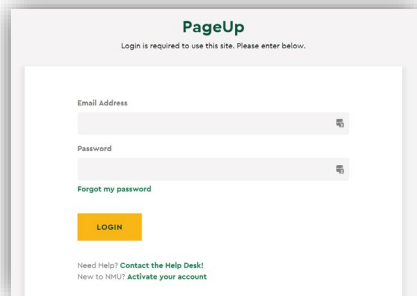 PageUp
Login is required to use this site. Please enter below.
Email Address
Password
Forgot my password
LOGIN
Need Help? Contact the Help Desk!
New to NMU? Activate your account